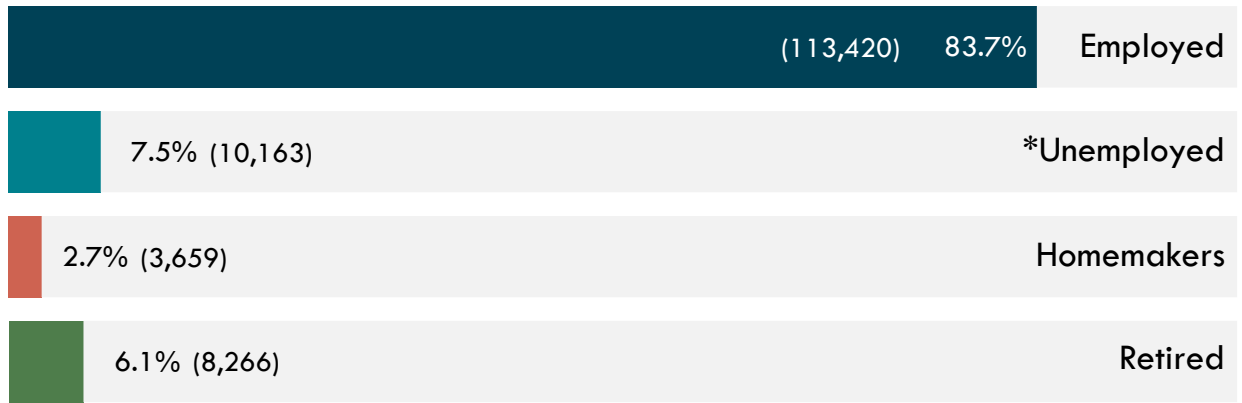 (113,420) 83.7% Employed
7.5% (10,163) *Unemployed
2.7% (3,659) Homemakers
6.1% (8,266) Retired